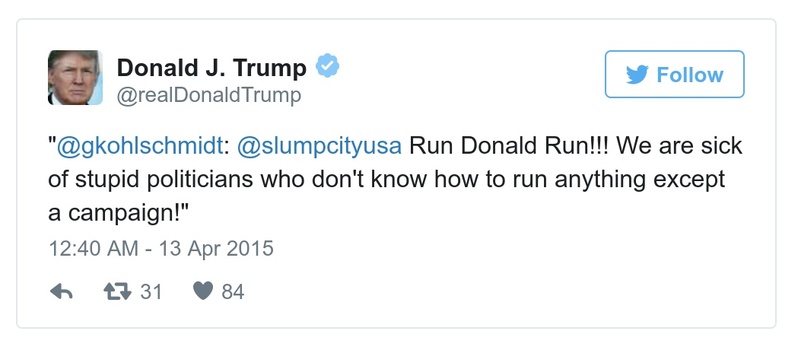 Donald J. Trump
@realDonaldTrump
Follow
"@gkohlschmidt: @slumpcityusa Run Donald Run!!! We are sick
of stupid politicians who don't know how to run anything except
a campaign!"
12:40 AM - 13 Apr 2015
31 84